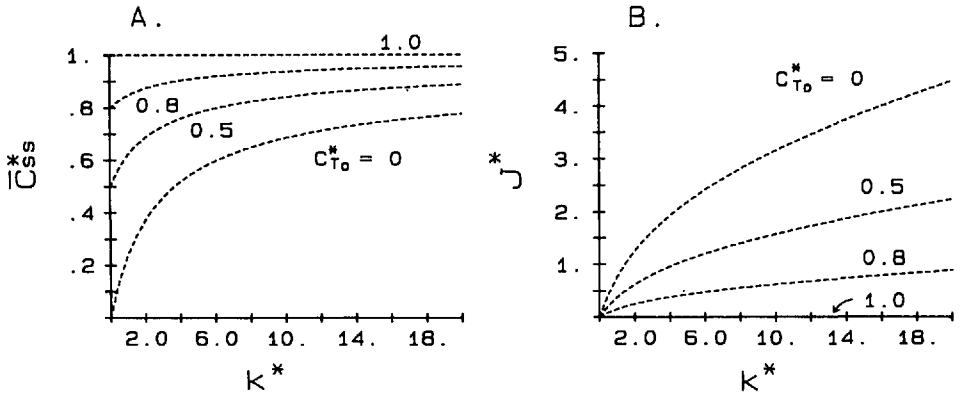 A.
B.
1.0
1.
.8
.6
.4
.2
0.8
0.5
C*To = 0
C̅*ss
2.0 6.0 10. 14. 18.
K*
5.
4.
3.
2.
1.
C*To = 0
0.5
0.8
1.0
J*
2.0 6.0 10. 14. 18.
K*